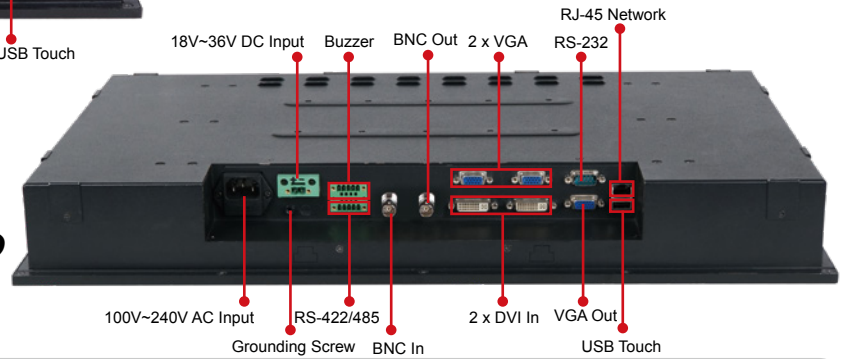 RJ-45 Network
18V~36V DC Input
Buzzer
BNC Out
2 x VGA
RS-232
USB Touch
100V~240V AC Input
RS-422/485
2 x DVI In
VGA Out
Grounding Screw
BNC In
USB Touch